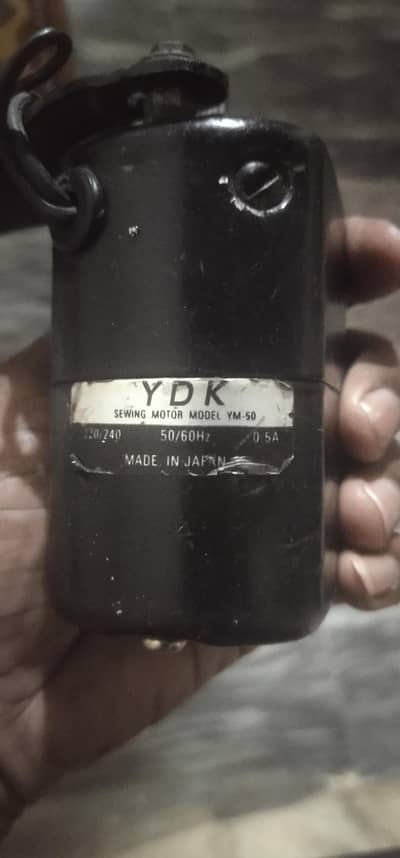 YDK
SEWING MOTOR MODEL YM-50
220/240 50/60Hz 0.5A
MADE IN JAPAN